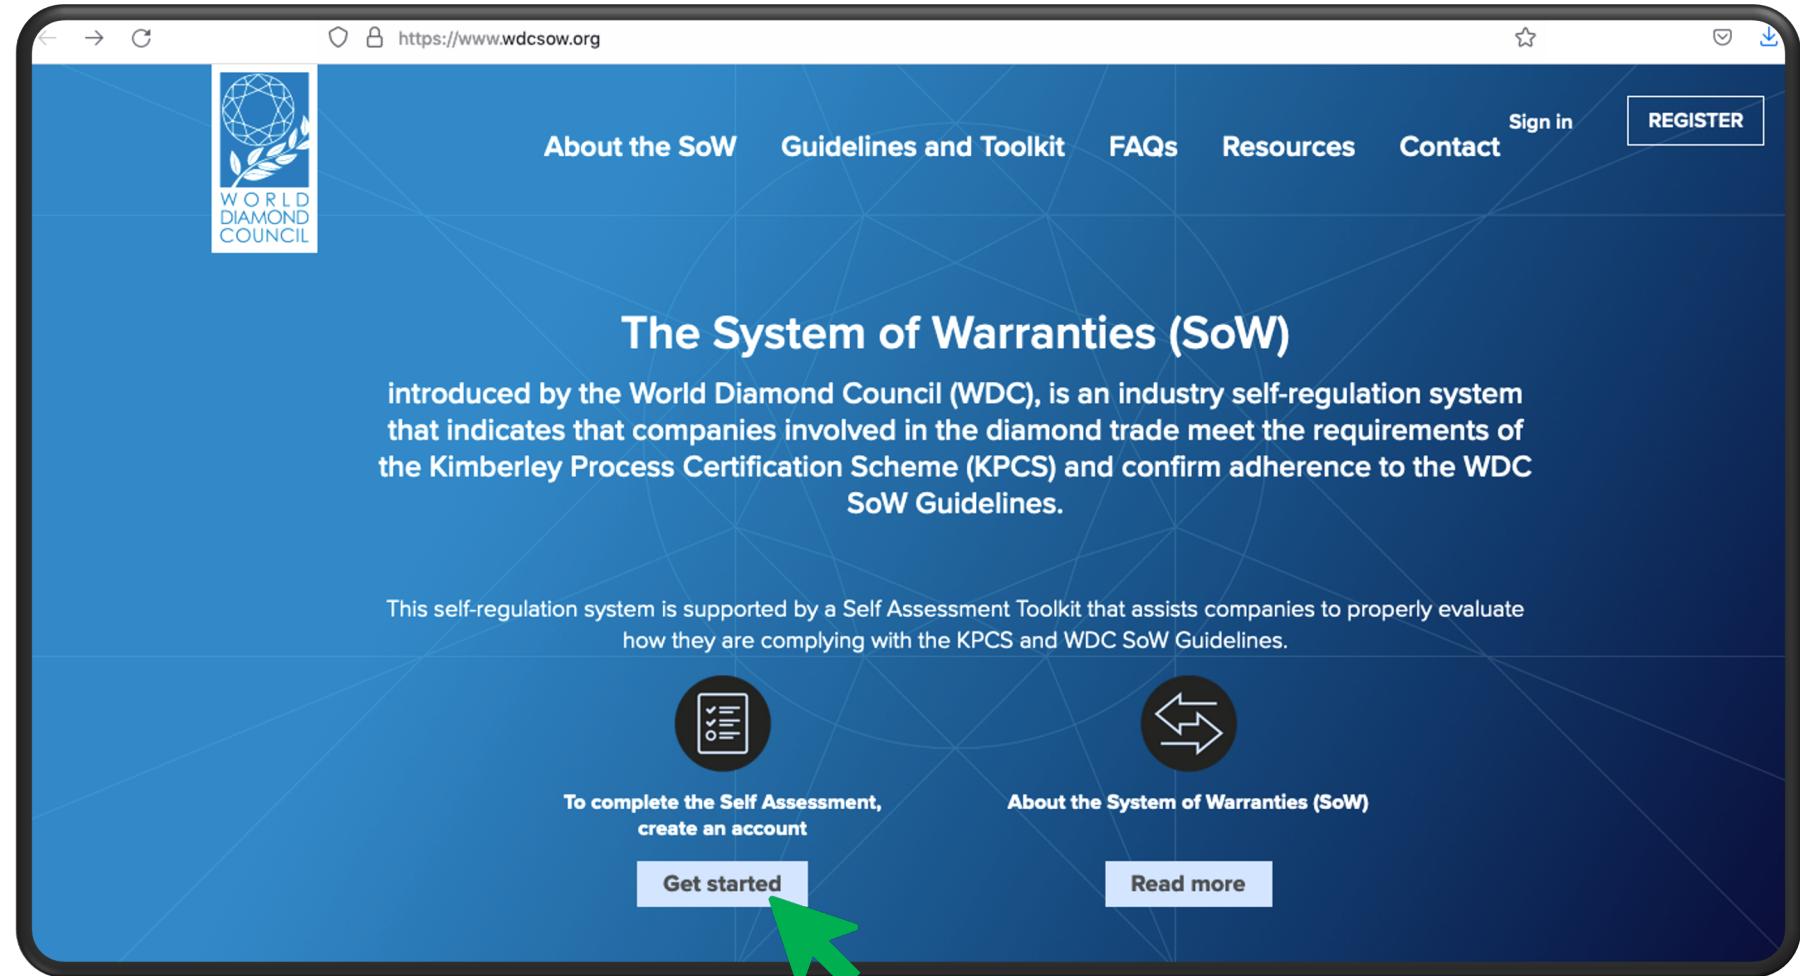 https://www.wdcsow.org
WORLD
DIAMOND
COUNCIL
About the SoW
Guidelines and Toolkit
FAQs
Resources
Contact
Sign in
REGISTER
The System of Warranties (SoW)
introduced by the World Diamond Council (WDC), is an industry self-regulation system
that indicates that companies involved in the diamond trade meet the requirements of
the Kimberley Process Certification Scheme (KPCS) and confirm adherence to the WDC
SoW Guidelines.
This self-regulation system is supported by a Self Assessment Toolkit that assists companies to properly evaluate
how they are complying with the KPCS and WDC SoW Guidelines.
To complete the Self Assessment,
create an account
About the System of Warranties (SoW)
Get started
Read more